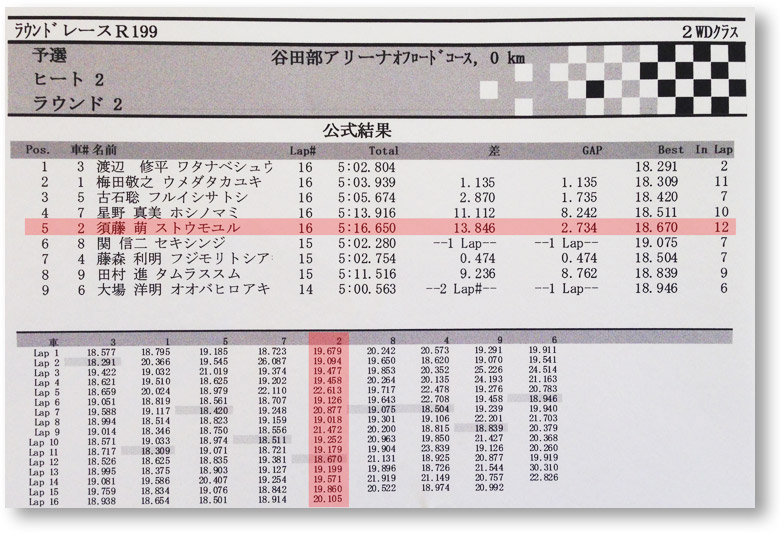 ﾗｳﾝﾄﾞレースR199 2WDｸﾗｽ
予選 谷田部アリーナｵﾌﾛｰﾄﾞｺｰｽ, 0 km
ヒート 2
ラウンド 2
公式結果
Pos. 車# 名前 Lap# Total 差 GAP Best In Lap
1 3 渡辺 修平 ワタナベシュウ 16 5:02.804 18.291 2
2 1 梅田敬之 ウメダタカユキ 16 5:03.939 1.135 1.135 18.309 11
3 5 古石聡 フルイシサトシ 16 5:05.674 2.870 1.735 18.420 7
4 7 星野 真美 ホシノマミ 16 5:13.916 11.112 8.242 18.511 10
5 2 須藤 萌 ストウモユル 16 5:16.650 13.846 2.734 18.670 12
6 8 関 信二 セキシンジ 15 5:02.280 --1 Lap-- --1 Lap-- 19.075 7
7 4 藤森 利明 フジモリトシア 15 5:02.754 0.474 0.474 18.504 7
8 9 田村 進 タムラススム 15 5:11.516 9.236 8.762 18.839 9
9 6 大場 洋明 オオバヒロアキ 14 5:00.563 --2 Lap#-- --1 Lap-- 18.946 6
車 3 1 5 7 2 8 4 9 6
Lap 1 18.577 18.795 19.185 18.723 19.679 20.242 20.573 19.291 19.911
Lap 2 18.291 20.366 19.545 26.087 19.094 19.650 18.620 19.070 19.541
Lap 3 19.422 19.032 21.019 19.374 19.477 19.853 20.352 25.226 24.514
Lap 4 18.621 19.510 18.625 19.202 19.458 20.264 20.135 24.193 21.163
Lap 5 18.659 20.024 18.979 22.110 22.613 19.717 22.478 19.276 20.783
Lap 6 18.051 18.819 18.561 18.707 19.126 19.643 22.708 19.458 18.946
Lap 7 19.588 19.117 18.420 19.248 20.877 19.075 18.504 19.239 19.940
Lap 8 18.994 18.514 18.823 19.159 19.018 19.301 19.106 22.201 21.703
Lap 9 19.014 18.346 18.750 18.556 21.472 20.200 18.815 18.839 20.379
Lap 10 18.571 19.033 18.974 18.511 19.252 20.963 19.850 21.427 20.368
Lap 11 18.717 18.309 19.071 18.721 19.179 19.904 23.839 19.126 20.260
Lap 12 18.526 18.625 18.835 19.381 18.670 21.131 18.925 20.877 19.919
Lap 13 18.995 18.375 18.903 19.127 19.199 19.896 18.726 21.544 30.310
Lap 14 19.081 19.586 20.407 19.254 19.571 21.919 21.149 20.757 22.826
Lap 15 19.759 18.834 19.076 18.842 19.860 20.522 18.974 20.992
Lap 16 18.938 18.654 18.501 18.914 20.105